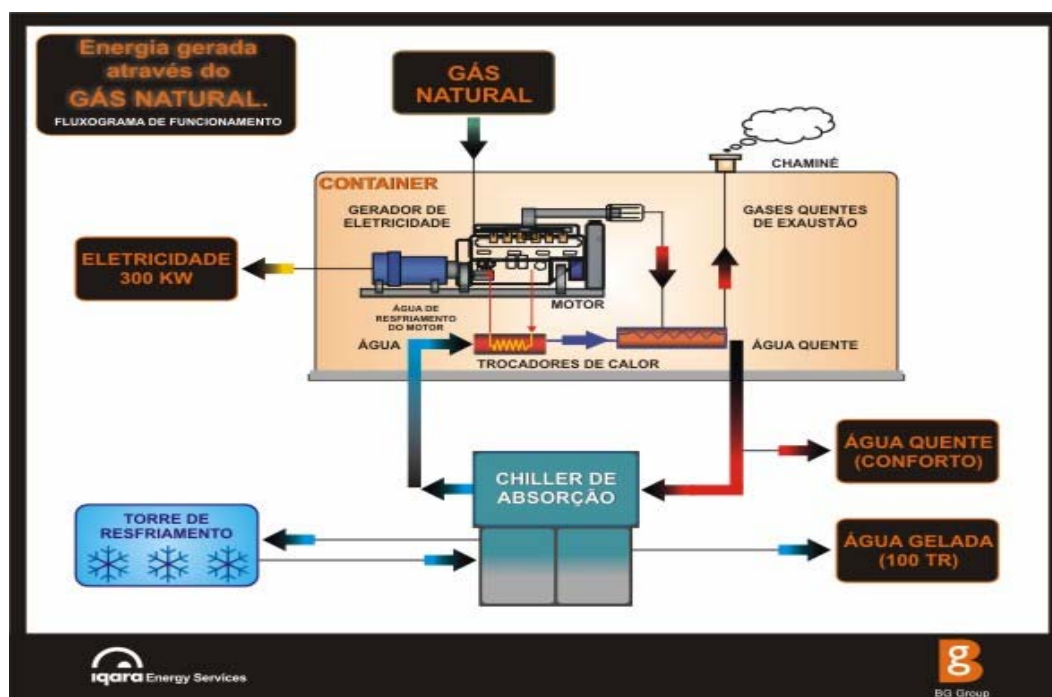 Energia gerada
através do
GÁS NATURAL.
FLUXOGRAMA DE FUNCIONAMENTO
GÁS
NATURAL
CHAMINÉ
CONTAINER
GERADOR DE
ELETRICIDADE
GASES QUENTES
DE EXAUSTÃO
ELETRICIDADE
300 KW
MOTOR
ÁGUA DE
RESFRIAMENTO
DO MOTOR
ÁGUA
TROCADORES DE CALOR
ÁGUA QUENTE
ÁGUA QUENTE
(CONFORTO)
CHILLER DE
ABSORÇÃO
TORRE DE
RESFRIAMENTO
ÁGUA GELADA
(100 TR)
iqara Energy Services
BG
BG Group